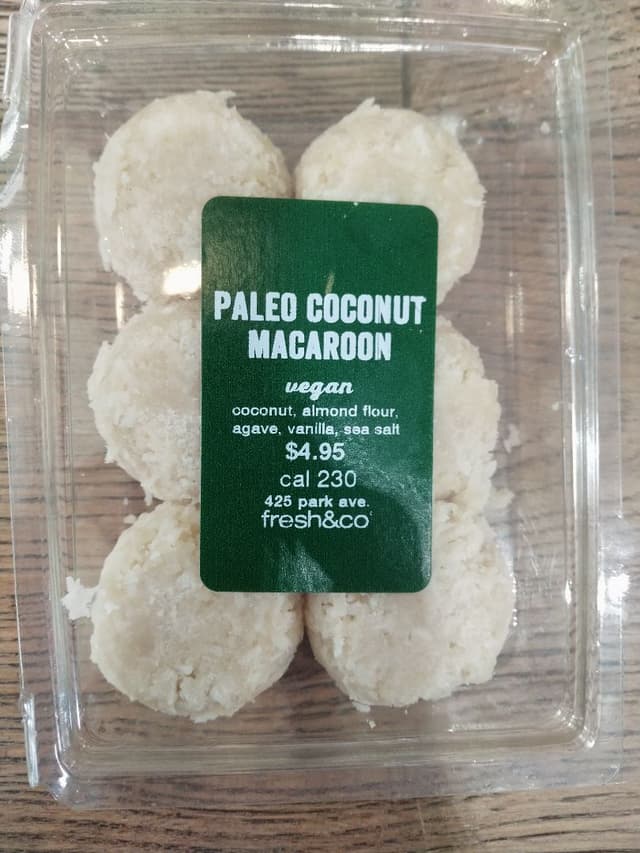 PALEO COCONUT
MACAROON
vegan
coconut, almond flour,
agave, vanilla, sea salt
$4.95
cal 230
425 park ave.
fresh&co